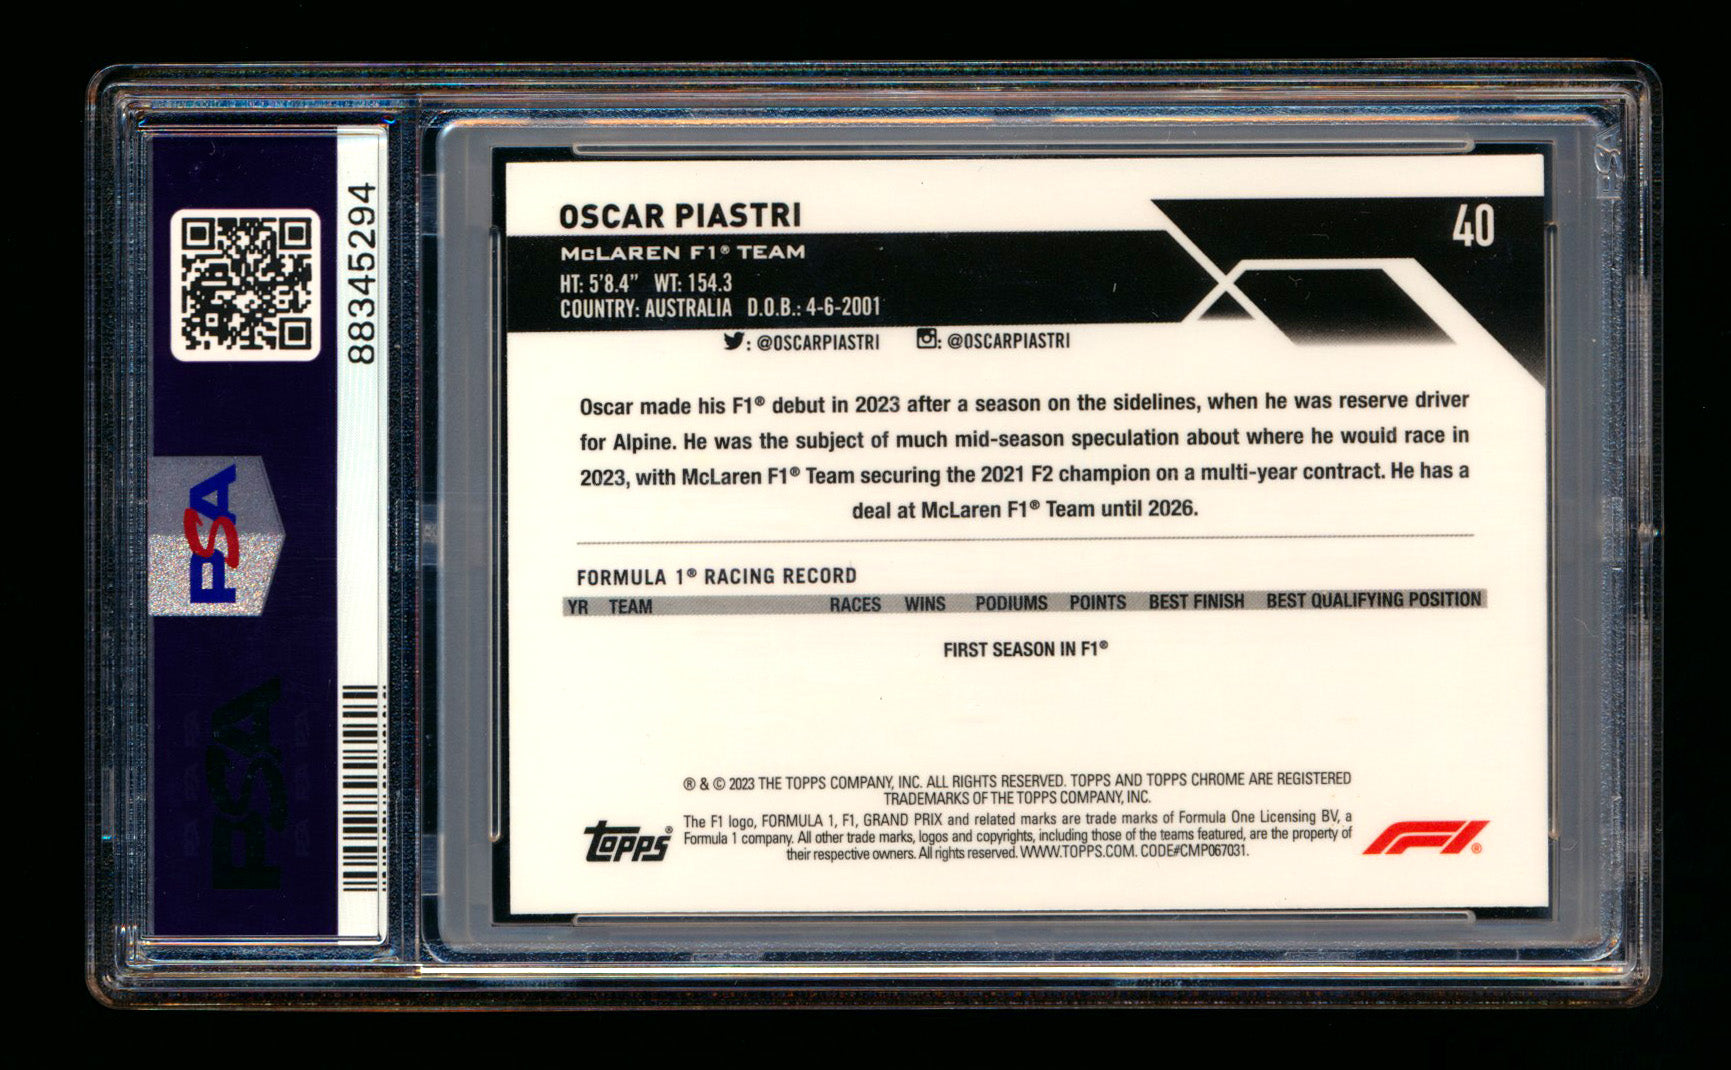 88345294
PSA
PSA
OSCAR PIASTRI
40
McLAREN F1® TEAM
HT: 5'8.4" WT: 154.3
COUNTRY: AUSTRALIA D.O.B.: 4-6-2001
: @OSCARPIASTRI : @OSCARPIASTRI
Oscar made his F1® debut in 2023 after a season on the sidelines, when he was reserve driver
for Alpine. He was the subject of much mid-season speculation about where he would race in
2023, with McLaren F1® Team securing the 2021 F2 champion on a multi-year contract. He has a
deal at McLaren F1® Team until 2026.
FORMULA 1® RACING RECORD
YR TEAM RACES WINS PODIUMS POINTS BEST FINISH BEST QUALIFYING POSITION
FIRST SEASON IN F1®
® & © 2023 THE TOPPS COMPANY, INC. ALL RIGHTS RESERVED. TOPPS AND TOPPS CHROME ARE REGISTERED
TRADEMARKS OF THE TOPPS COMPANY, INC.
The F1 logo, FORMULA 1, F1, GRAND PRIX and related marks are trade marks of Formula One Licensing BV, a
Formula 1 company. All other trade marks, logos and copyrights, including those of the teams featured, are the property of
their respective owners. All rights reserved. WWW.TOPPS.COM. CODE#CMP067031.
Topps®
F1®
PSA